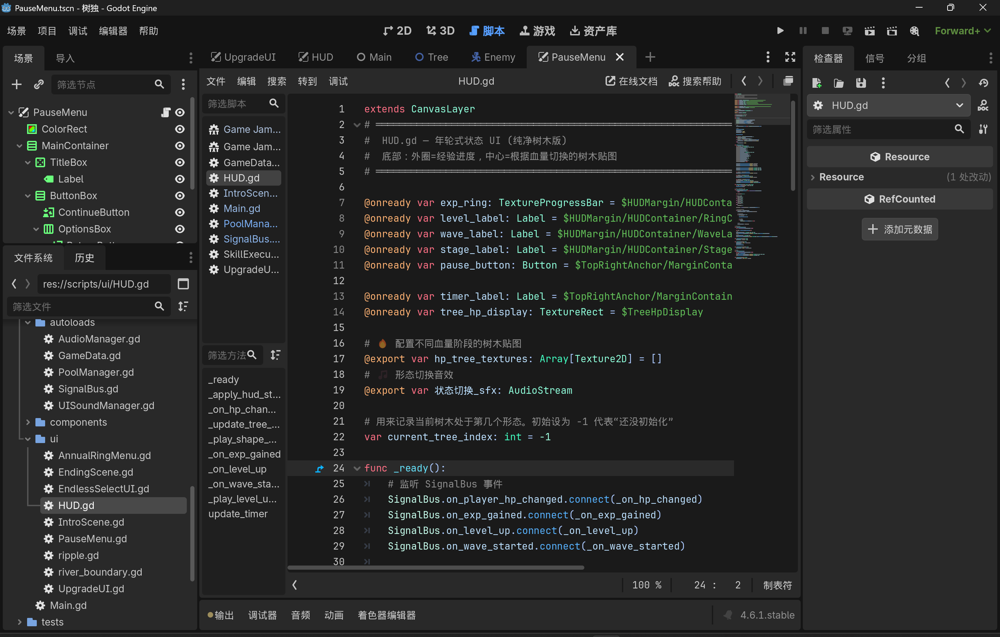 PauseMenu.tscn - 树独 - Godot Engine
场景 项目 调试 编辑器 帮助
2D 3D 脚本 游戏 资产库
Forward+
场景 导入
筛选节点
PauseMenu
ColorRect
MainContainer
TitleBox
Label
ButtonBox
ContinueButton
OptionsBox
文件系统 历史
res://scripts/ui/HUD.gd
筛选文件
autoloads
AudioManager.gd
GameData.gd
PoolManager.gd
SignalBus.gd
UISoundManager.gd
components
ui
AnnualRingMenu.gd
EndingScene.gd
EndlessSelectUI.gd
HUD.gd
IntroScene.gd
PauseMenu.gd
ripple.gd
river_boundary.gd
UpgradeUI.gd
Main.gd
tests
UpgradeUI HUD Main Tree Enemy PauseMenu
文件 编辑 搜索 转到 调试 HUD.gd 在线文档 搜索帮助
筛选脚本
Game Jam...
Game Jam...
GameData...
HUD.gd
IntroScen...
Main.gd
PoolMana...
SignalBus....
SkillExecu...
UpgradeU...
筛选方法
_ready
_apply_hud_st...
_on_hp_chan...
_update_tree_...
_play_shape_...
_on_exp_gained
_on_level_up
_on_wave_sta...
_play_level_u...
update_timer
1 extends CanvasLayer
2 # =============================================================
3 # HUD.gd — 年轮式状态 UI (纯净树木版)
4 # 底部：外圈=经验进度，中心=根据血量切换的树木贴图
5 # =============================================================
6
7 @onready var exp_ring: TextureProgressBar = $HUDMargin/HUDConta
8 @onready var level_label: Label = $HUDMargin/HUDContainer/RingC
9 @onready var wave_label: Label = $HUDMargin/HUDContainer/WaveLa
10 @onready var stage_label: Label = $HUDMargin/HUDContainer/Stage
11 @onready var pause_button: Button = $TopRightAnchor/MarginConta
12
13 @onready var timer_label: Label = $TopRightAnchor/MarginContain
14 @onready var tree_hp_display: TextureRect = $TreeHpDisplay
15
16 # 🔥 配置不同血量阶段的树木贴图
17 @export var hp_tree_textures: Array[Texture2D] = []
18 # 🎵 形态切换音效
19 @export var 状态切换_sfx: AudioStream
20
21 # 用来记录当前树木处于第几个形态。初始设为 -1 代表“还没初始化”
22 var current_tree_index: int = -1
23
24 func _ready():
25 # 监听 SignalBus 事件
26 SignalBus.on_player_hp_changed.connect(_on_hp_changed)
27 SignalBus.on_exp_gained.connect(_on_exp_gained)
28 SignalBus.on_level_up.connect(_on_level_up)
29 SignalBus.on_wave_started.connect(_on_wave_started)
30
100 % 24 : 2 制表符
输出 调试器 音频 动画 着色器编辑器 4.6.1.stable
检查器 信号 分组
HUD.gd
筛选属性
Resource
Resource (1 处改动)
RefCounted
添加元数据